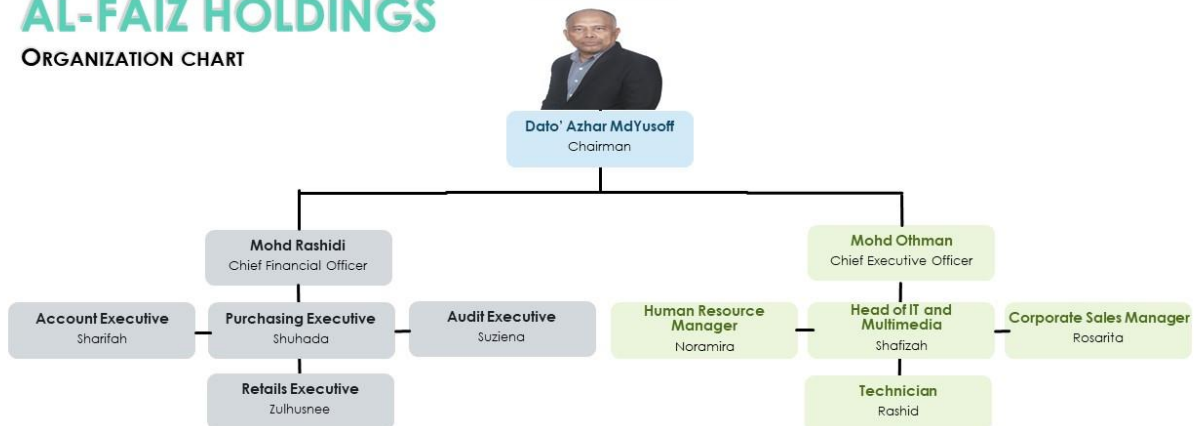 AL-FAIZ HOLDINGS
ORGANIZATION CHART
Dato' Azhar MdYusoff
Chairman
Mohd Rashidi
Chief Financial Officer
Mohd Othman
Chief Executive Officer
Account Executive
Sharifah
Purchasing Executive
Shuhada
Audit Executive
Suziena
Human Resource
Manager
Noramira
Head of IT and
Multimedia
Shafizah
Corporate Sales Manager
Rosarita
Retails Executive
Zulhusnee
Technician
Rashid